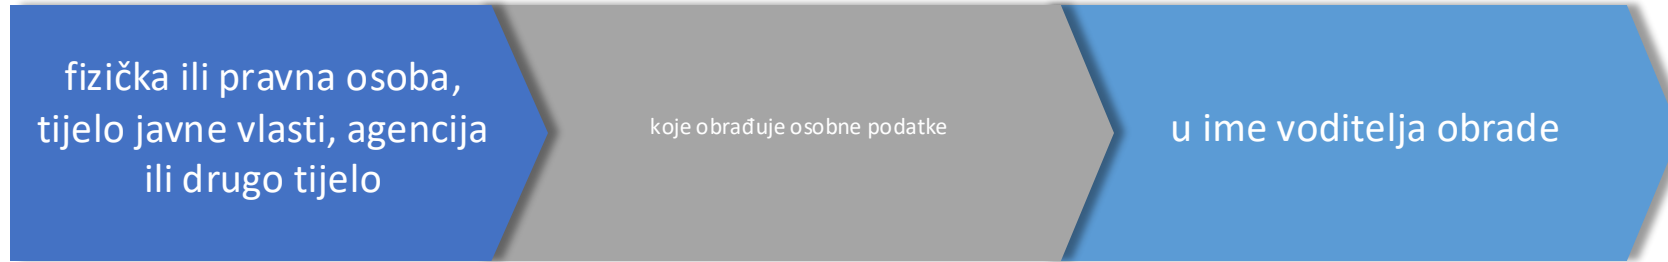 fizička ili pravna osoba,
tijelo javne vlasti, agencija
ili drugo tijelo
koje obrađuje osobne podatke
u ime voditelja obrade